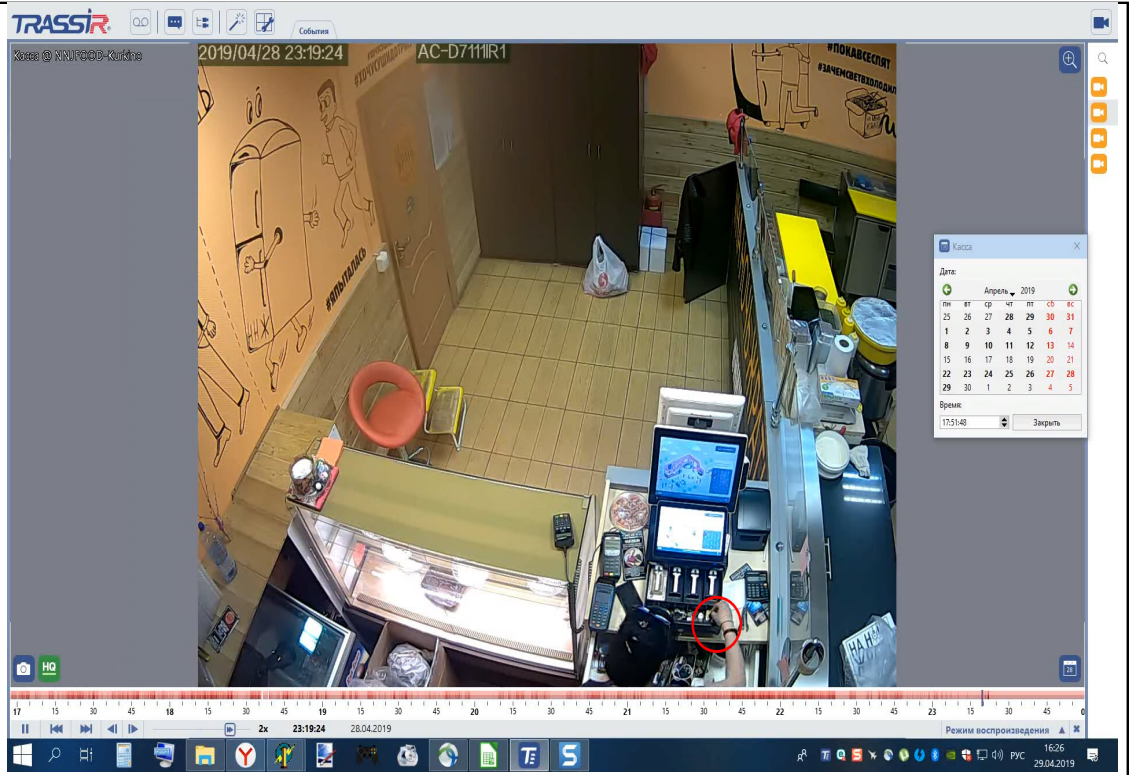 TRASSIR
События
Касса @ NNJFOOD-Kurkino
2019/04/28 23:19:24
AC-D7111IR1
#ПОКАВСЕСПЯТ
#ЗАЧЕМСВЕТВХОЛОДИЛ
#ЯПЫТАЛАСЬ
ННЖ
НА Н
Касса
Дата:
Апрель 2019
пн вт ср чт пт сб вс
25 26 27 28 29 30 31
1 2 3 4 5 6 7
8 9 10 11 12 13 14
15 16 17 18 19 20 21
22 23 24 25 26 27 28
29 30 1 2 3 4 5
Время:
17:51:48
Закрыть
HQ
28
17 15 30 45 18 15 30 45 19 15 30 45 20 15 30 45 21 15 30 45 22 15 30 45 23 15 30 45 0
2x 23:19:24 28.04.2019
Режим воспроизведения
РУС
16:26
29.04.2019